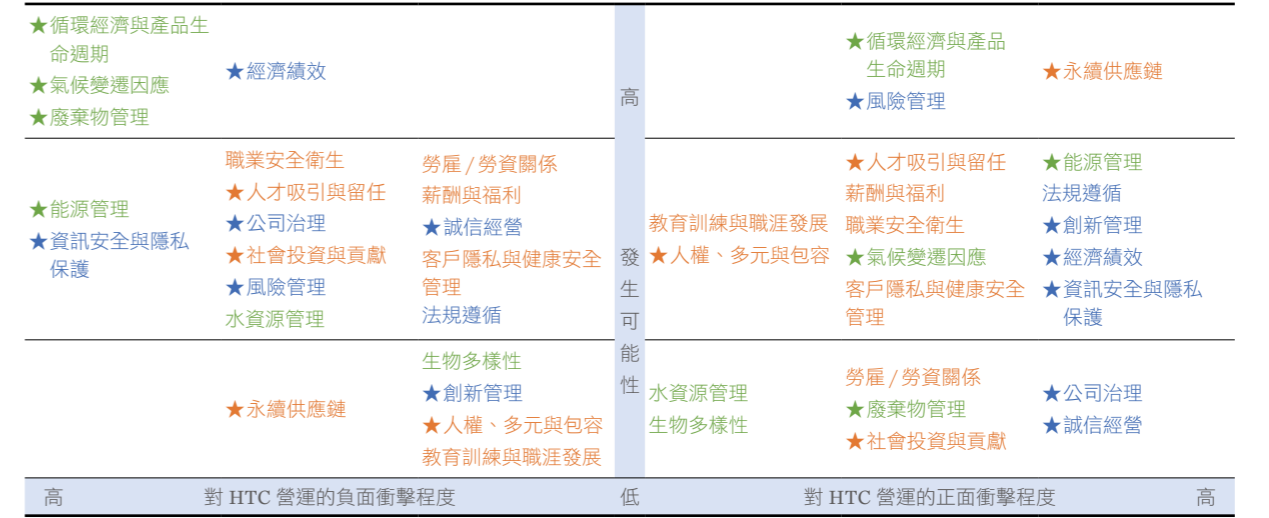 ★循環經濟與產品生
命週期
★氣候變遷因應
★廢棄物管理
★經濟績效
高
★循環經濟與產品
生命週期
★風險管理
★永續供應鏈
★能源管理
★資訊安全與隱私
保護
職業安全衛生
★人才吸引與留任
★公司治理
★社會投資與貢獻
★風險管理
水資源管理
勞雇 / 勞資關係
薪酬與福利
★誠信經營
客戶隱私與健康安全
管理
法規遵循
發生可能性
教育訓練與職涯發展
★人權、多元與包容
★人才吸引與留任
薪酬與福利
職業安全衛生
★氣候變遷因應
客戶隱私與健康安全
管理
★能源管理
法規遵循
★創新管理
★經濟績效
★資訊安全與隱私
保護
★永續供應鏈
生物多樣性
★創新管理
★人權、多元與包容
教育訓練與職涯發展
水資源管理
生物多樣性
勞雇 / 勞資關係
★廢棄物管理
★社會投資與貢獻
★公司治理
★誠信經營
高 對 HTC 營運的負面衝擊程度 低 對 HTC 營運的正面衝擊程度 高